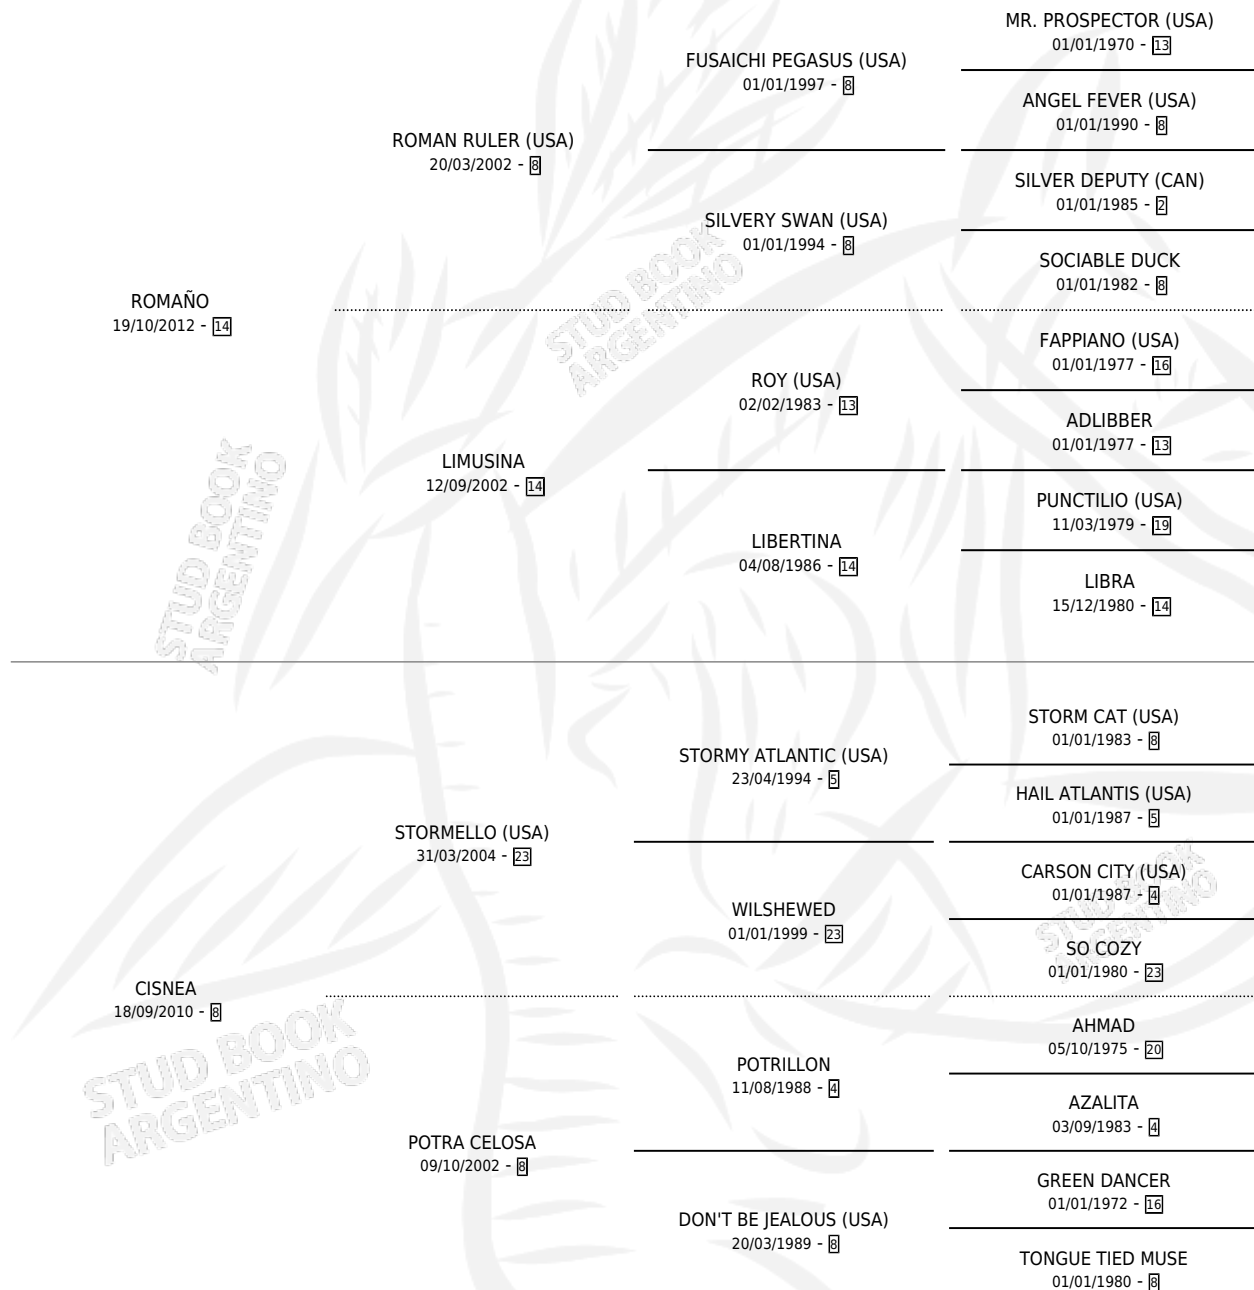 MR. PROSPECTOR (USA)
01/01/1970 - 13
FUSAICHI PEGASUS (USA)
01/01/1997 - 8
ANGEL FEVER (USA)
01/01/1990 - 8
ROMAN RULER (USA)
20/03/2002 - 8
SILVER DEPUTY (CAN)
01/01/1985 - 2
SILVERY SWAN (USA)
01/01/1994 - 8
SOCIABLE DUCK
01/01/1982 - 8
ROMAÑO
19/10/2012 - 14
STUD BOOK
ARGENTINO
FAPPIANO (USA)
01/01/1977 - 16
ROY (USA)
02/02/1983 - 13
ADLIBBER
01/01/1977 - 13
LIMUSINA
12/09/2002 - 14
PUNCTILIO (USA)
11/03/1979 - 19
LIBERTINA
04/08/1986 - 14
LIBRA
15/12/1980 - 14
STUD BOOK
ARGENTINO
STORM CAT (USA)
01/01/1983 - 8
STORMY ATLANTIC (USA)
23/04/1994 - 5
HAIL ATLANTIS (USA)
01/01/1987 - 5
STORMELLO (USA)
31/03/2004 - 23
CARSON CITY (USA)
01/01/1987 - 4
WILSHEWED
01/01/1999 - 23
SO COZY
01/01/1980 - 23
STUD BOOK
ARGENTINO
CISNEA
18/09/2010 - 8
STUD BOOK
ARGENTINO
AHMAD
05/10/1975 - 20
POTRILLON
11/08/1988 - 4
AZALITA
03/09/1983 - 4
POTRA CELOSA
09/10/2002 - 8
GREEN DANCER
01/01/1972 - 16
DON'T BE JEALOUS (USA)
20/03/1989 - 8
TONGUE TIED MUSE
01/01/1980 - 8